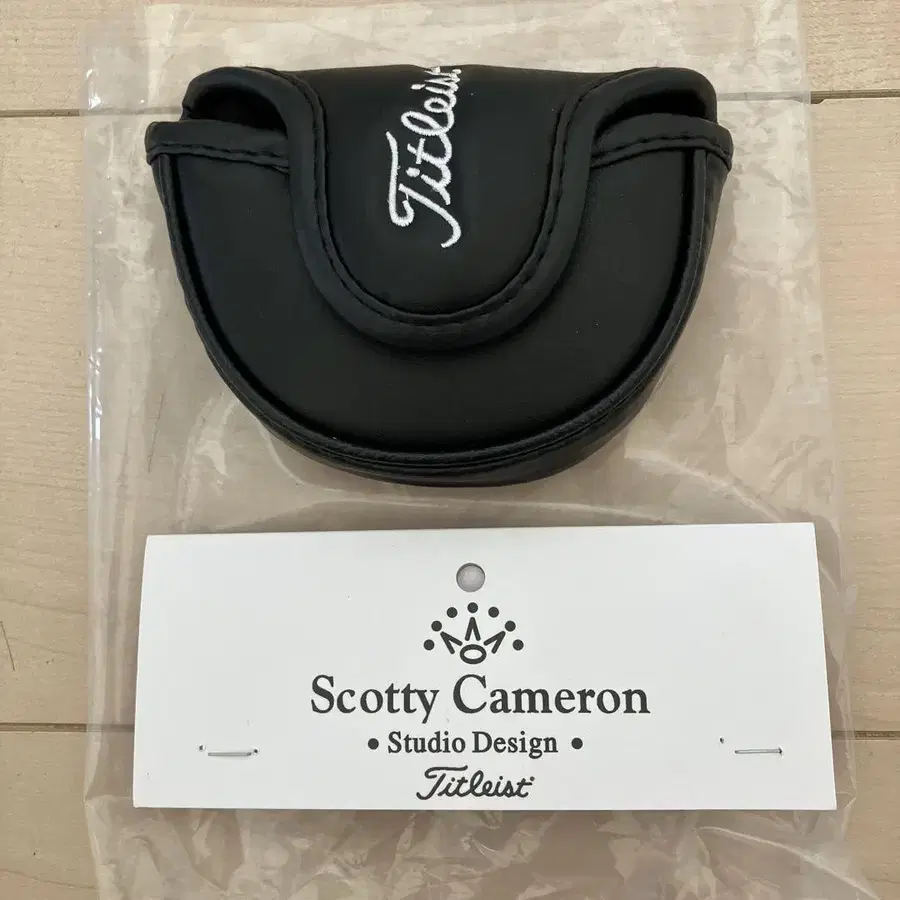 Titleist
Scotty Cameron
• Studio Design •
Titleist